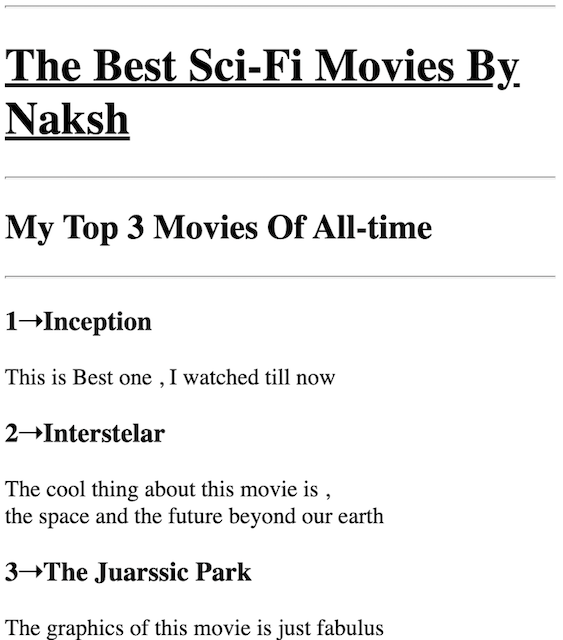 The Best Sci-Fi Movies By
Naksh
My Top 3 Movies Of All-time
1→Inception
This is Best one , I watched till now
2→Interstelar
The cool thing about this movie is ,
the space and the future beyond our earth
3→The Juarssic Park
The graphics of this movie is just fabulus